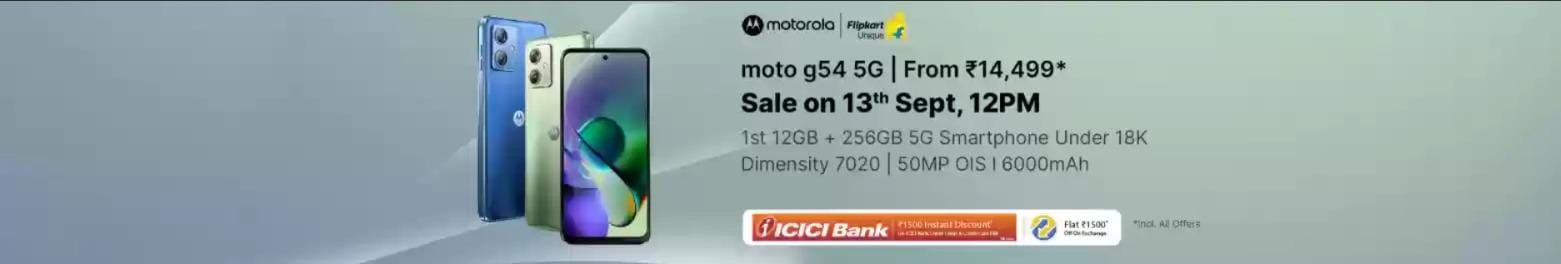 motorola | Flipkart Unique
moto g54 5G | From ₹14,499*
Sale on 13th Sept, 12PM
1st 12GB + 256GB 5G Smartphone Under 18K
Dimensity 7020 | 50MP OIS | 6000mAh
ICICI Bank
₹1500 Instant Discount*
Flat ₹1500*
Off On Exchange
*Incl. All Offers